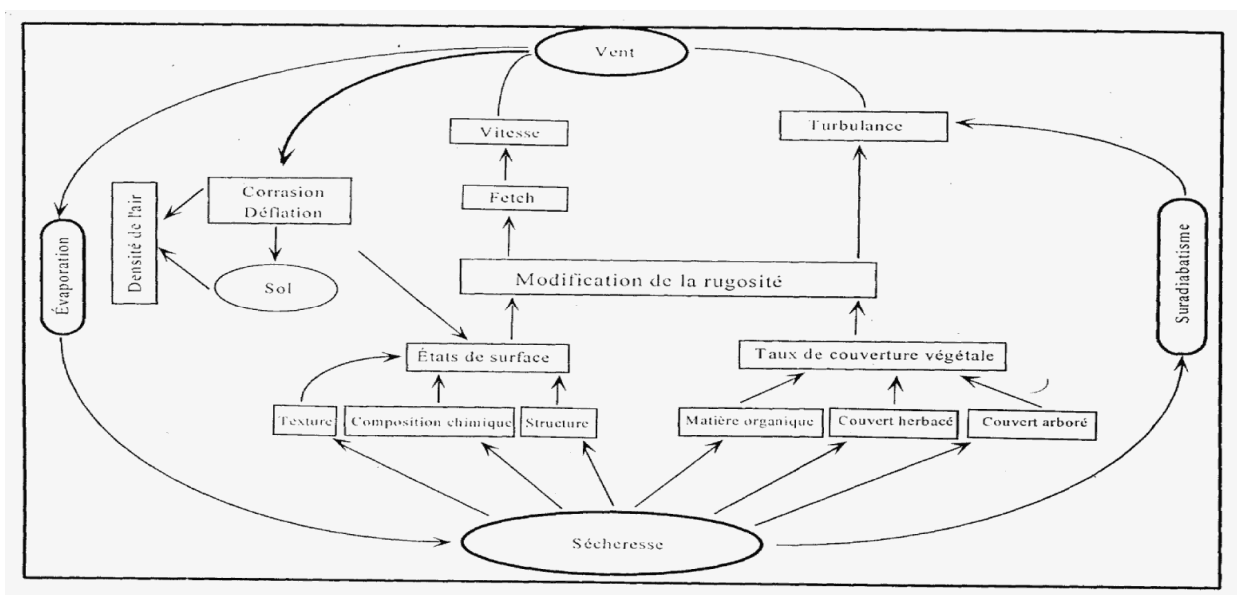 Vent
Vitesse
Turbulance
Corrasion
Déflation
Densité de l'air
Fetch
Évaporation
Sol
Modification de la rugosité
Suradiabatisme
États de surface
Taux de couverture végétale
Texture
Composition chimique
Structure
Matière organique
Couvert herbacé
Couvert arboré
Sécheresse